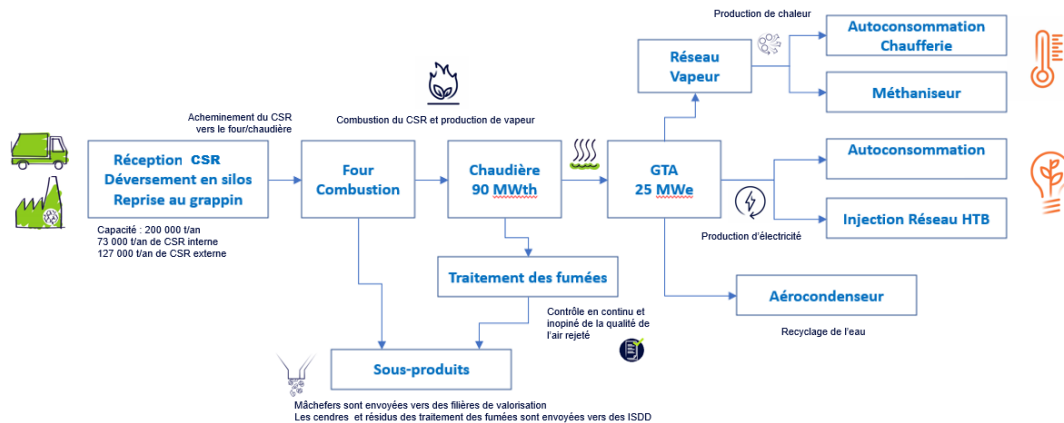 Production de chaleur
Autoconsommation
Chaufferie
Réseau
Vapeur
Méthaniseur
Acheminement du CSR
vers le four/chaudière
Combustion du CSR et production de vapeur
Réception CSR
Déversement en silos
Reprise au grappin
Four
Combustion
Chaudière
90 MWth
GTA
25 MWe
Autoconsommation
Injection Réseau HTB
Production d'électricité
Capacité : 200 000 t/an
73 000 t/an de CSR interne
127 000 t/an de CSR externe
Traitement des fumées
Aérocondenseur
Contrôle en continu et
inopiné de la qualité de
l'air rejeté
Recyclage de l'eau
Sous-produits
Mâchefers sont envoyées vers des filières de valorisation
Les cendres et résidus des traitement des fumées sont envoyées vers des ISDD